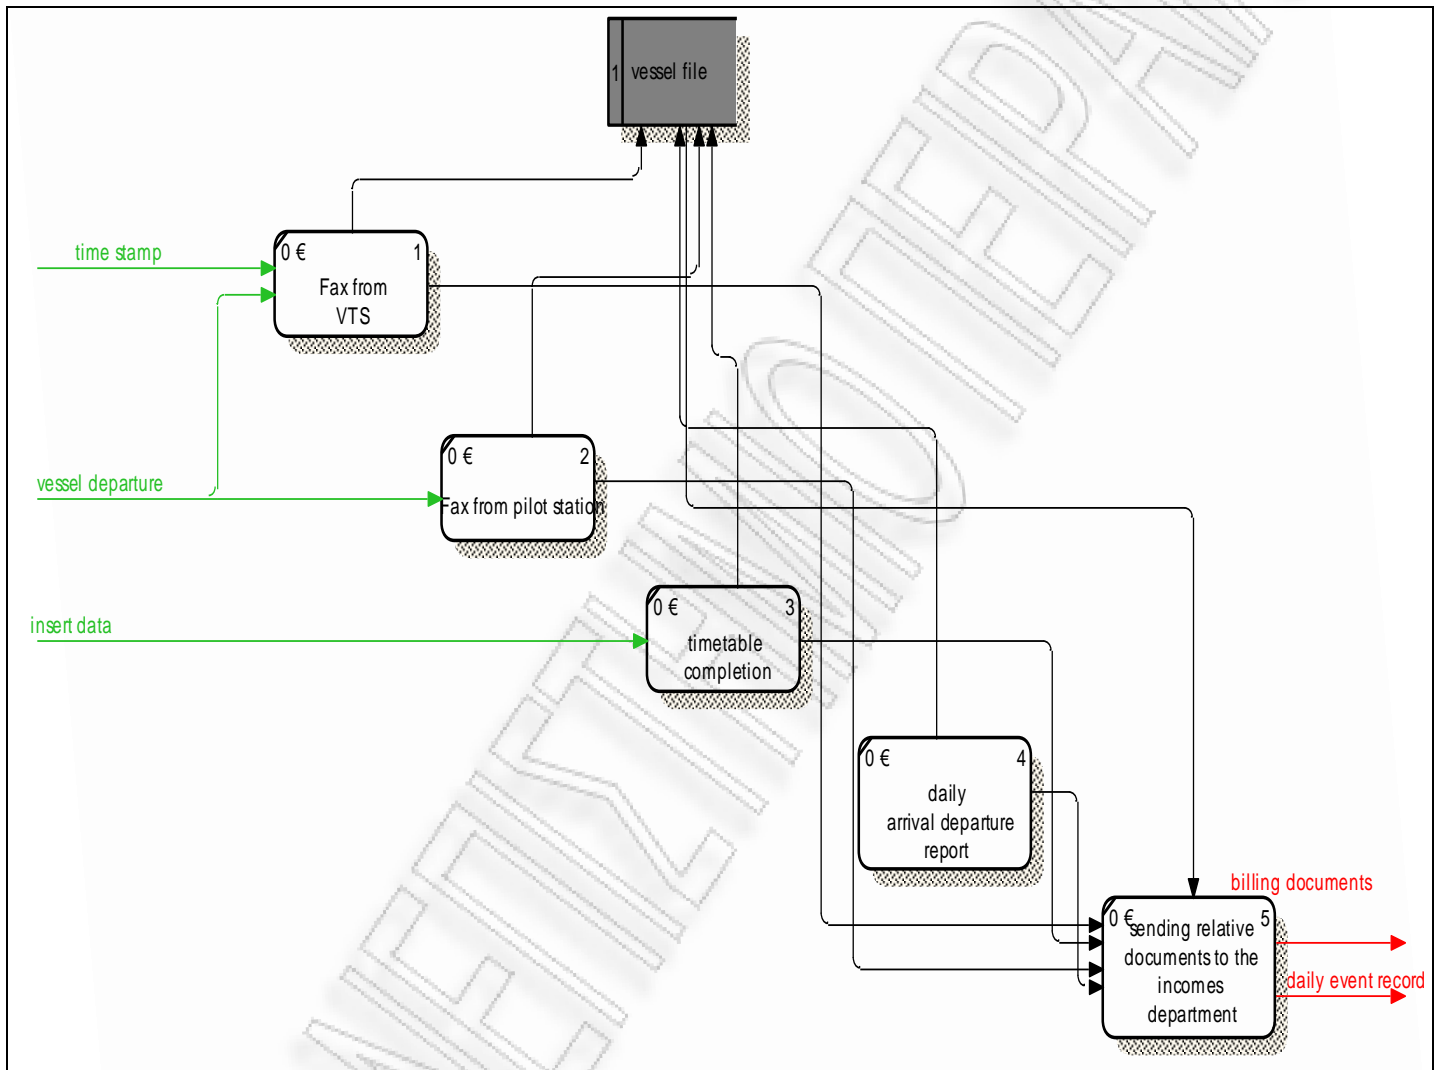 1 vessel file
time stamp
0 € 1
Fax from
VTS
vessel departure
0 € 2
Fax from pilot station
insert data
0 € 3
timetable
completion
0 € 4
daily
arrival departure
report
billing documents
0 € 5
sending relative
documents to the
incomes
department
daily event record